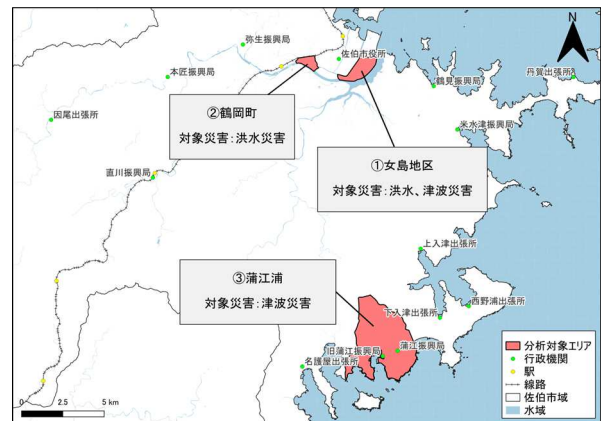 N
弥生振興局
佐伯市役所
本匠振興局
鶴見振興局
丹賀出張所
因尾出張所
②鶴岡町
対象災害:洪水災害
米水津振興局
①女島地区
対象災害:洪水、津波災害
直川振興局
上入津出張所
③蒲江浦
対象災害:津波災害
西野浦出張所
下入津出張所
旧蒲江振興局
蒲江振興局
名護屋出張所
分析対象エリア
行政機関
駅
線路
佐伯市域
水域
0 2.5 5 km